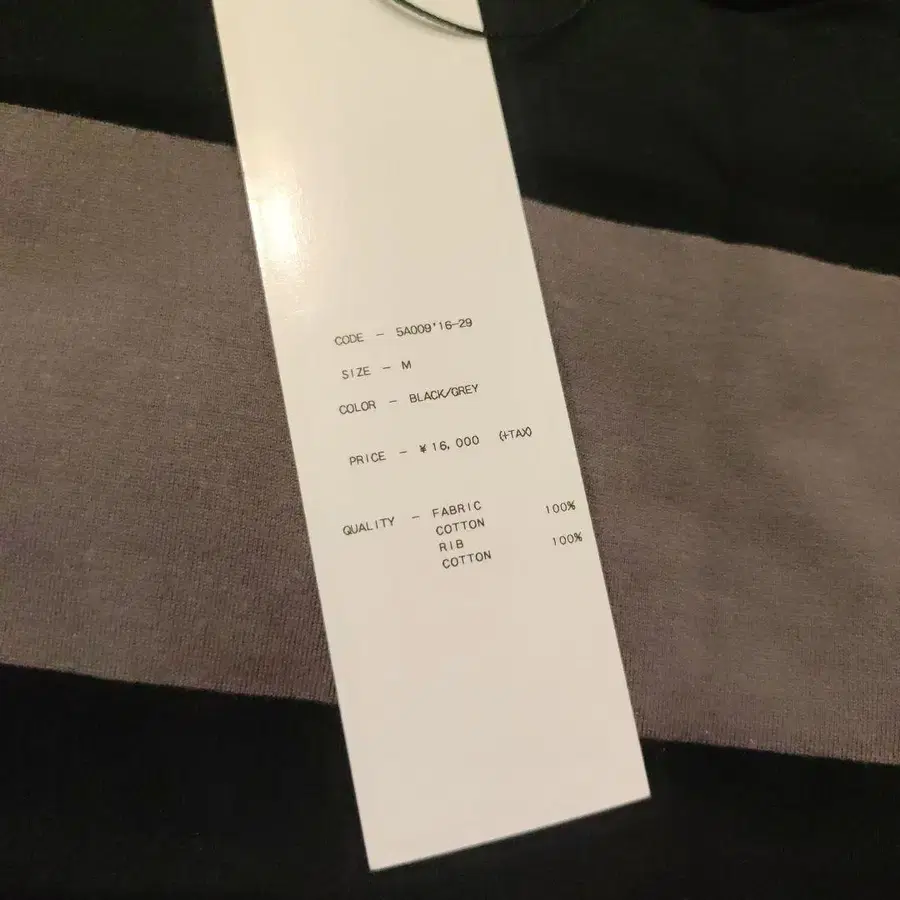 CODE — 5A009'16-29
SIZE — M
COLOR — BLACK/GREY
PRICE — ¥16,000 (+TAX)
QUALITY — FABRIC
COTTON 100%
RIB
COTTON 100%